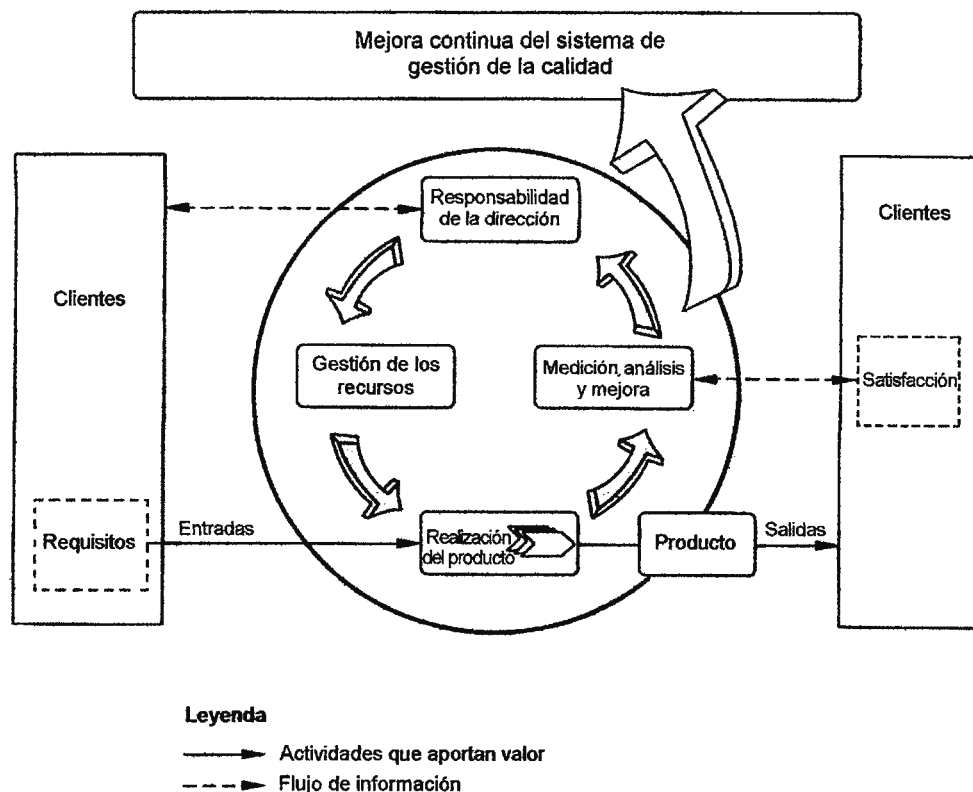 Mejora continua del sistema de
gestión de la calidad
Responsabilidad
de la dirección
Clientes
Clientes
Gestión de los
recursos
Medición, análisis
y mejora
Satisfacción
Requisitos
Entradas
Realización
del producto
Producto
Salidas
Leyenda
Actividades que aportan valor
Flujo de información